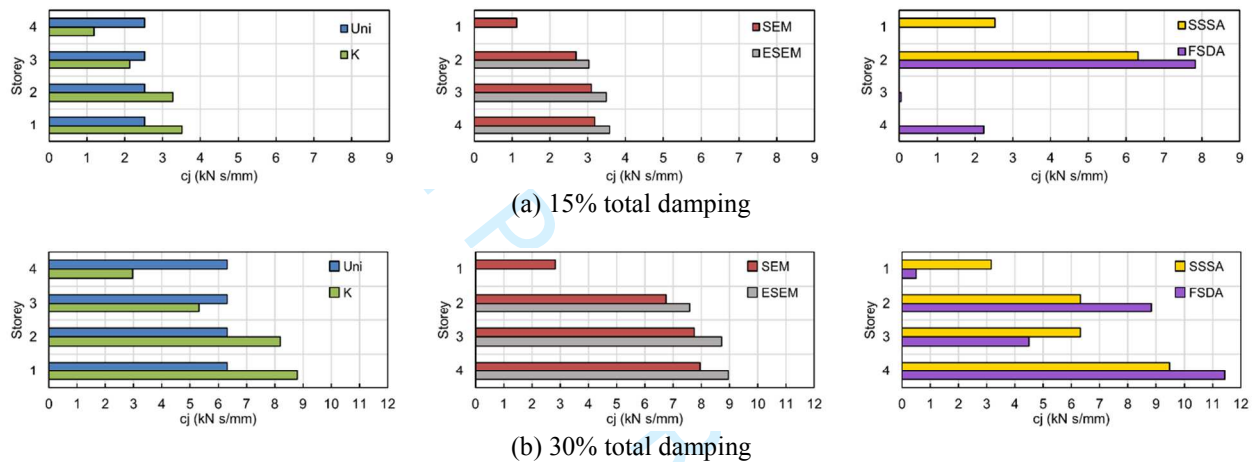 4
3
2
1
Storey
Uni
K
0 1 2 3 4 5 6 7 8 9
cj (kN s/mm)
1
2
3
4
Storey
SEM
ESEM
0 1 2 3 4 5 6 7 8 9
cj (kN s/mm)
1
2
3
4
Storey
SSSA
FSDA
0 1 2 3 4 5 6 7 8 9
cj (kN s/mm)
(a) 15% total damping
4
3
2
1
Storey
Uni
K
0 1 2 3 4 5 6 7 8 9 10 11 12
cj (kN s/mm)
1
2
3
4
Storey
SEM
ESEM
0 1 2 3 4 5 6 7 8 9 10 11 12
cj (kN s/mm)
1
2
3
4
Storey
SSSA
FSDA
0 1 2 3 4 5 6 7 8 9 10 11 12
cj (kN s/mm)
(b) 30% total damping